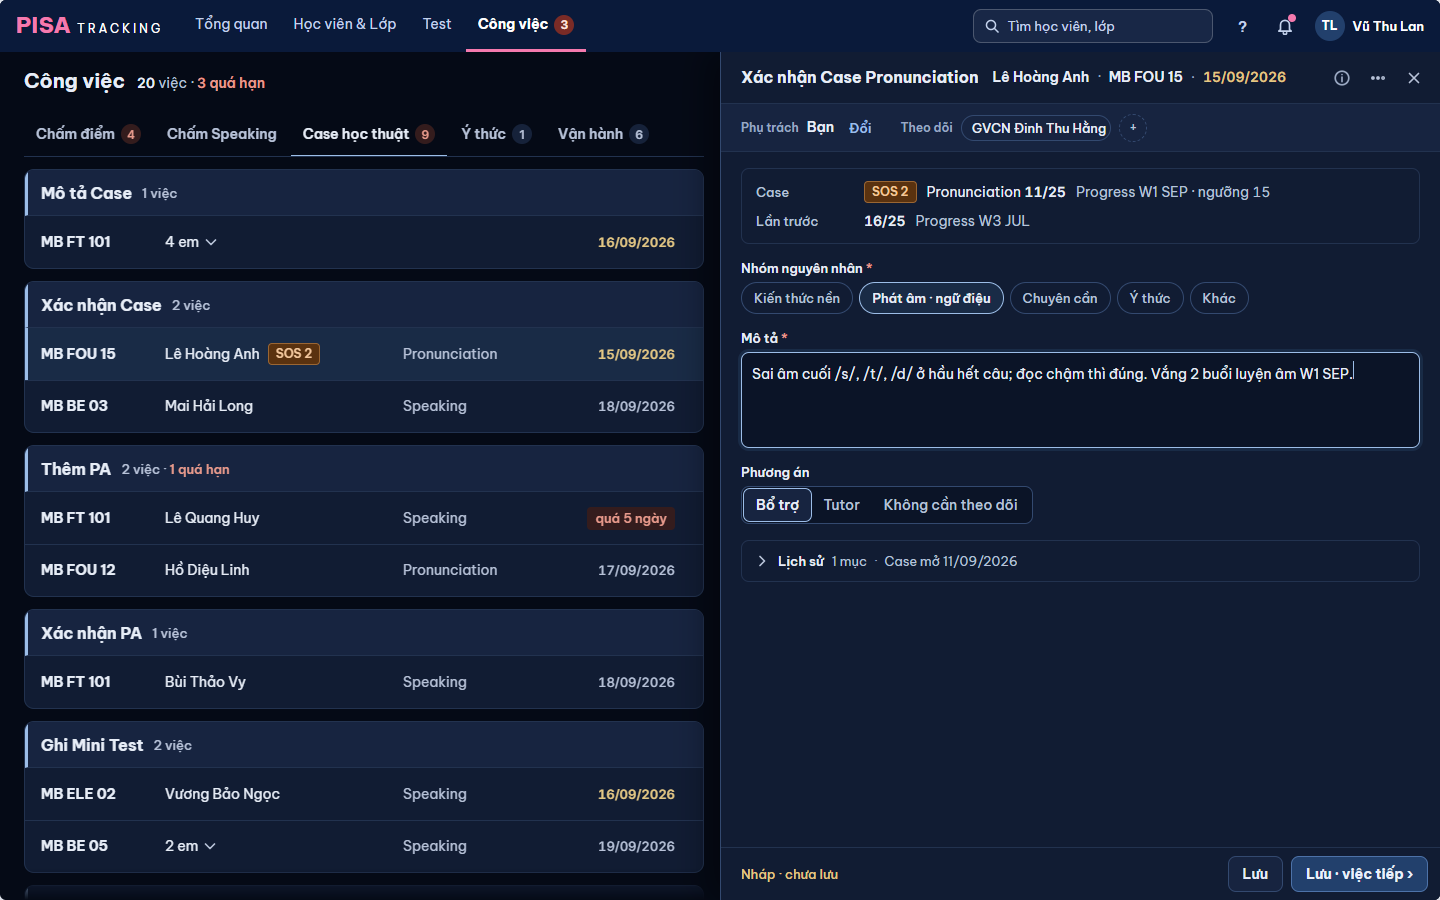 PISA TRACKING Tổng quan Học viên & Lớp Test Công việc 3 Tìm học viên, lớp ? TL Vũ Thu Lan
Công việc 20 việc · 3 quá hạn
Chấm điểm 4 Chấm Speaking Case học thuật 9 Ý thức 1 Vận hành 6
Mô tả Case 1 việc
MB FT 101 4 em 16/09/2026
Xác nhận Case 2 việc
MB FOU 15 Lê Hoàng Anh SOS 2 Pronunciation 15/09/2026
MB BE 03 Mai Hải Long 18/09/2026
Thêm PA 2 việc · 1 quá hạn
MB FT 101 Lê Quang Huy Speaking quá 5 ngày
MB FOU 12 Hồ Diệu Linh Pronunciation 17/09/2026
Xác nhận PA 1 việc
MB FT 101 Bùi Thảo Vy Speaking 18/09/2026
Ghi Mini Test 2 việc
MB ELE 02 Vương Bảo Ngọc Speaking 16/09/2026
MB BE 05 2 em Speaking 19/09/2026
Xác nhận Case Pronunciation Lê Hoàng Anh · MB FOU 15 · 15/09/2026
Phụ trách Bạn Đổi Theo dõi GVCN Đinh Thu Hằng +
Case SOS 2 Pronunciation 11/25 Progress W1 SEP · ngưỡng 15
Lần trước 16/25 Progress W3 JUL
Nhóm nguyên nhân *
Kiến thức nền Phát âm · ngữ điệu Chuyên cần Ý thức Khác
Mô tả *
Sai âm cuối /s/, /t/, /d/ ở hầu hết câu; đọc chậm thì đúng. Vắng 2 buổi luyện âm W1 SEP.
Phương án
Bổ trợ Tutor Không cần theo dõi
Lịch sử 1 mục · Case mở 11/09/2026
Nháp · chưa lưu Lưu Lưu · việc tiếp ›